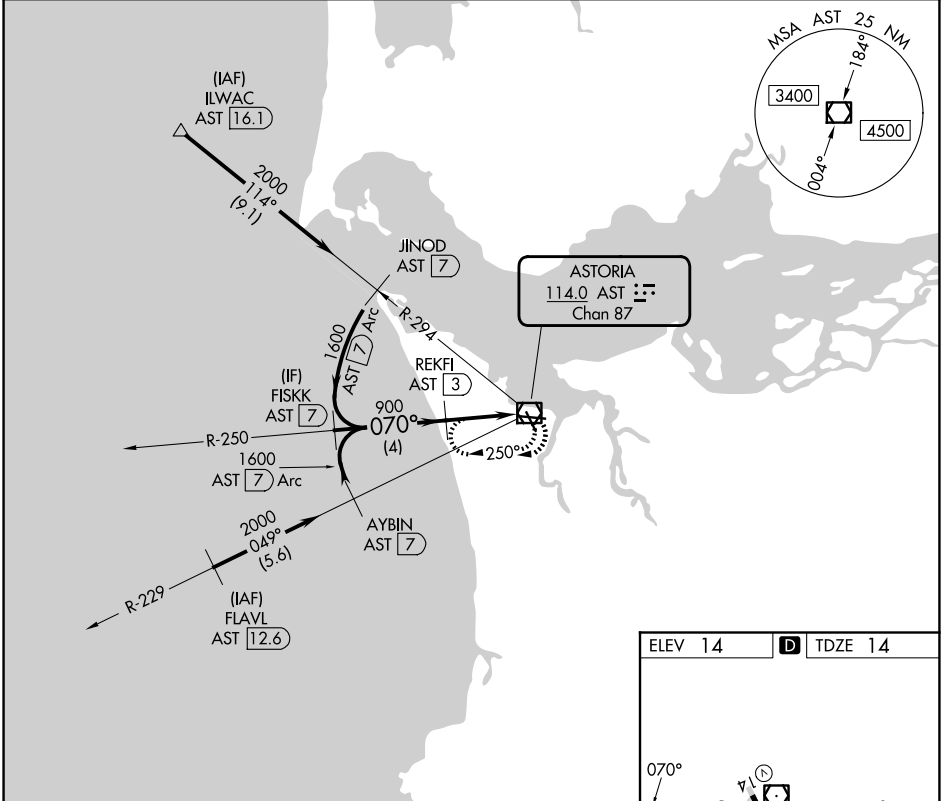 MSA AST 25 NM
184°
3400
4500
004°
(IAF)
ILWAC
AST 16.1
2000
114°
(9.1)
JINOD
AST 7
ASTORIA
114.0 AST
Chan 87
R-294
1600
AST 7 Arc
REKFI
AST 3
(IF)
FISKK
AST 7
900
070°
(4)
R-250
250°
1600
AST 7 Arc
AYBIN
AST 7
2000
049°
(5.6)
R-229
(IAF)
FLAVL
AST 12.6
ELEV 14 D TDZE 14
070°
14 V